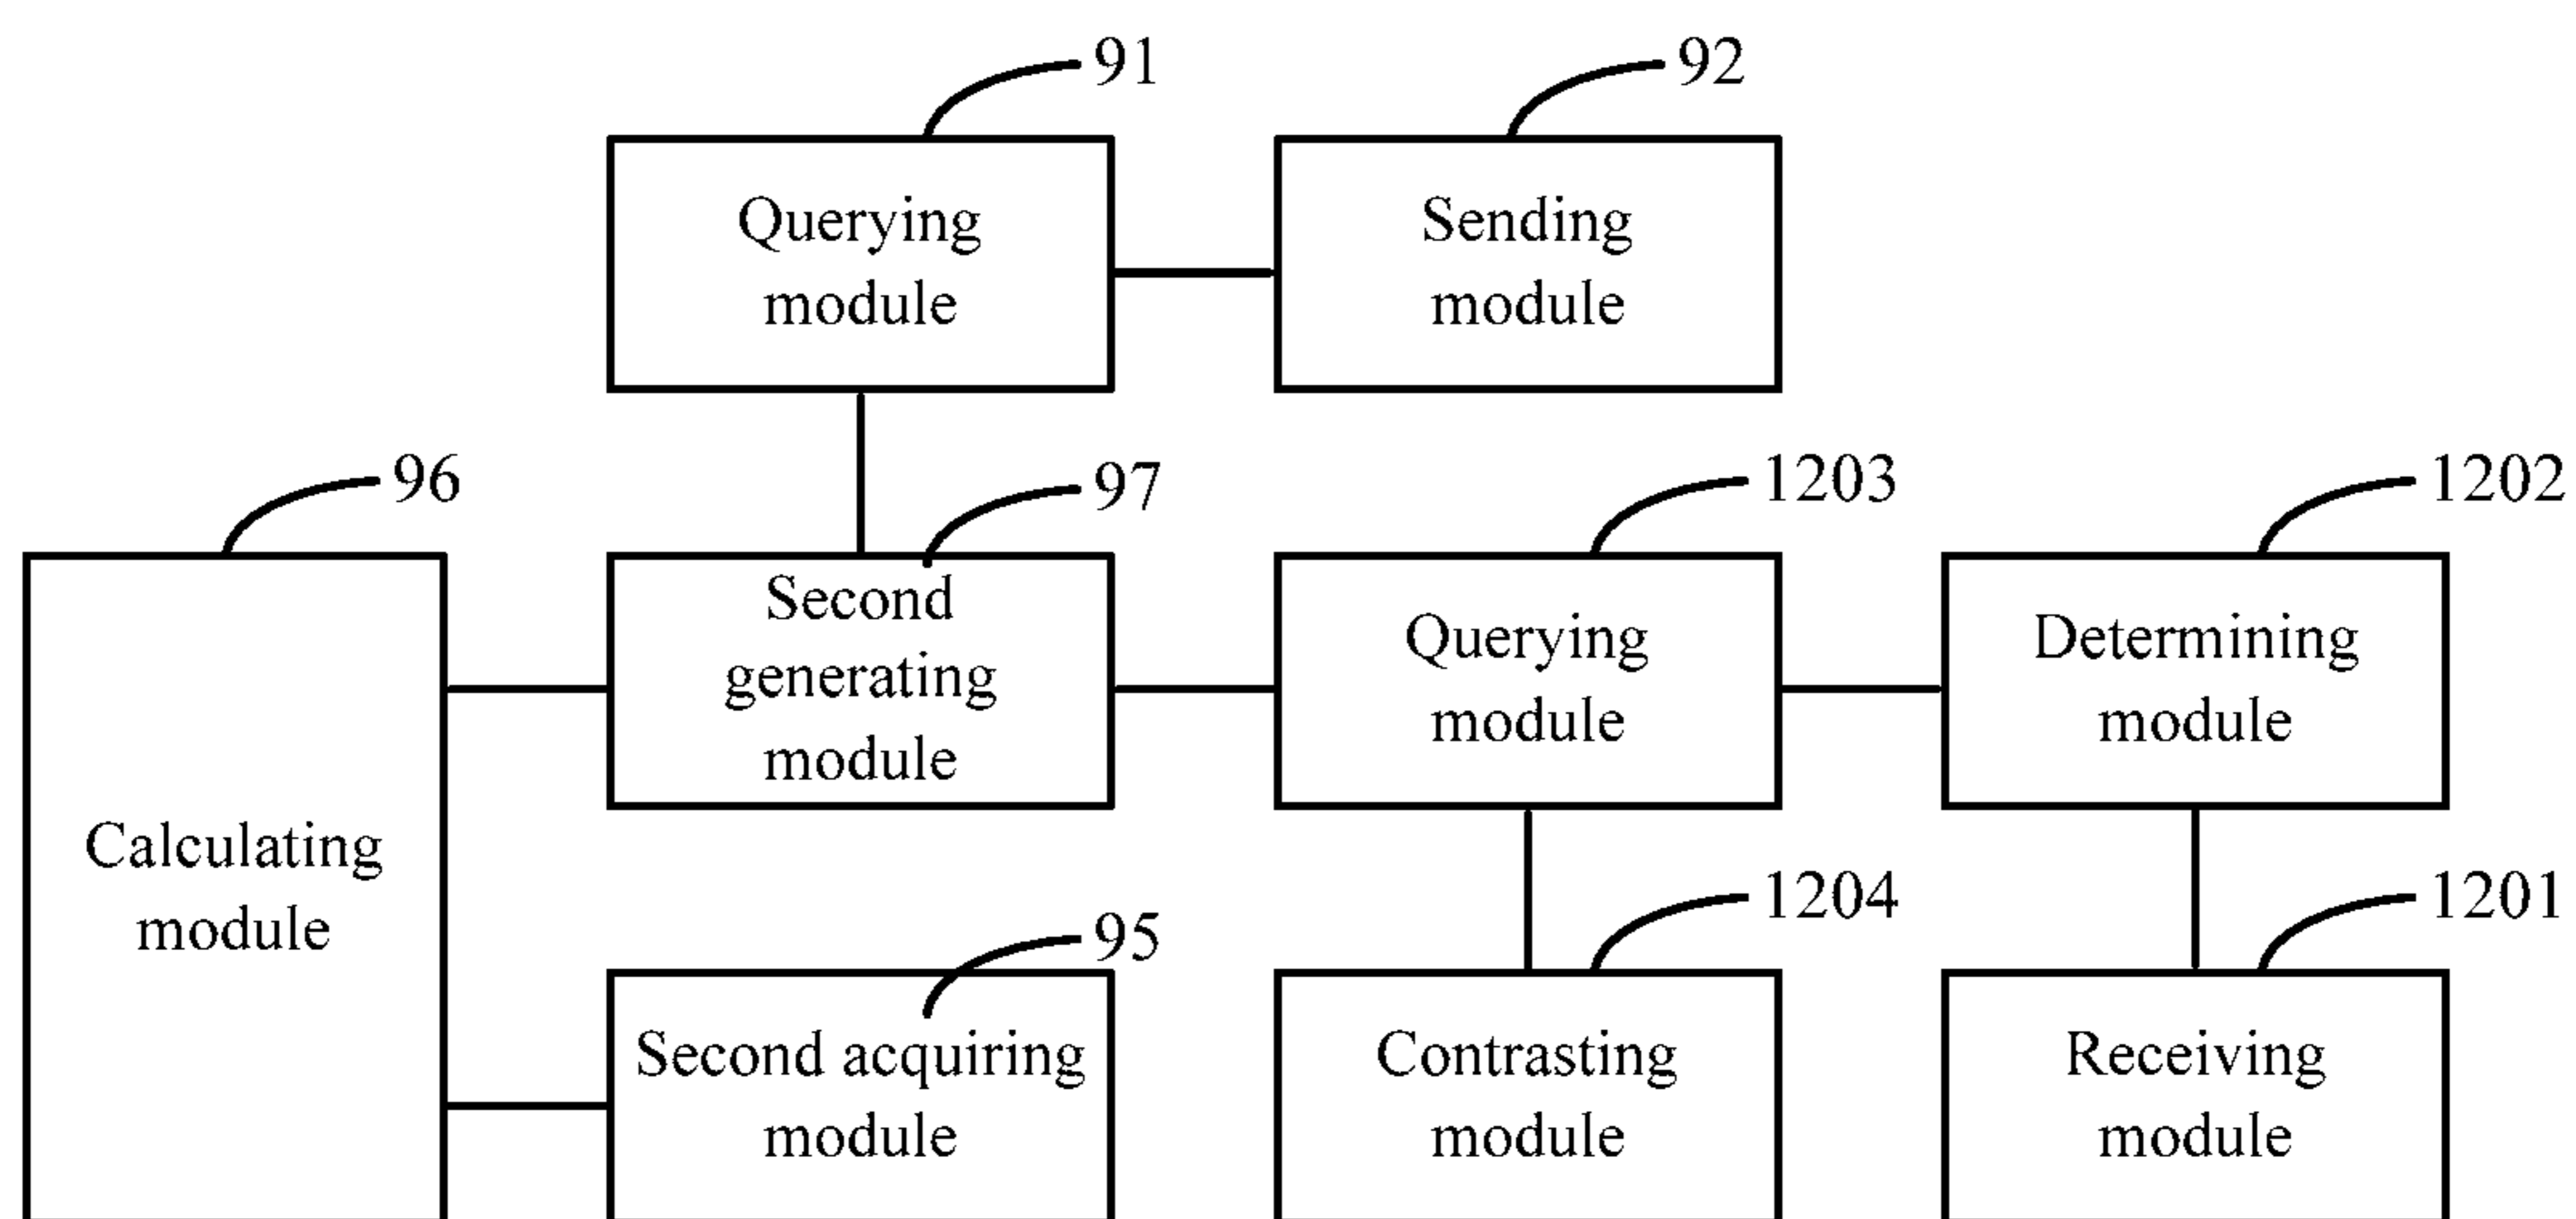 91
92
Querying
module
Sending
module
96
97
1203
1202
Second
generating
module
Querying
module
Determining
module
Calculating
module
95
1204
1201
Second acquiring
module
Contrasting
module
Receiving
module